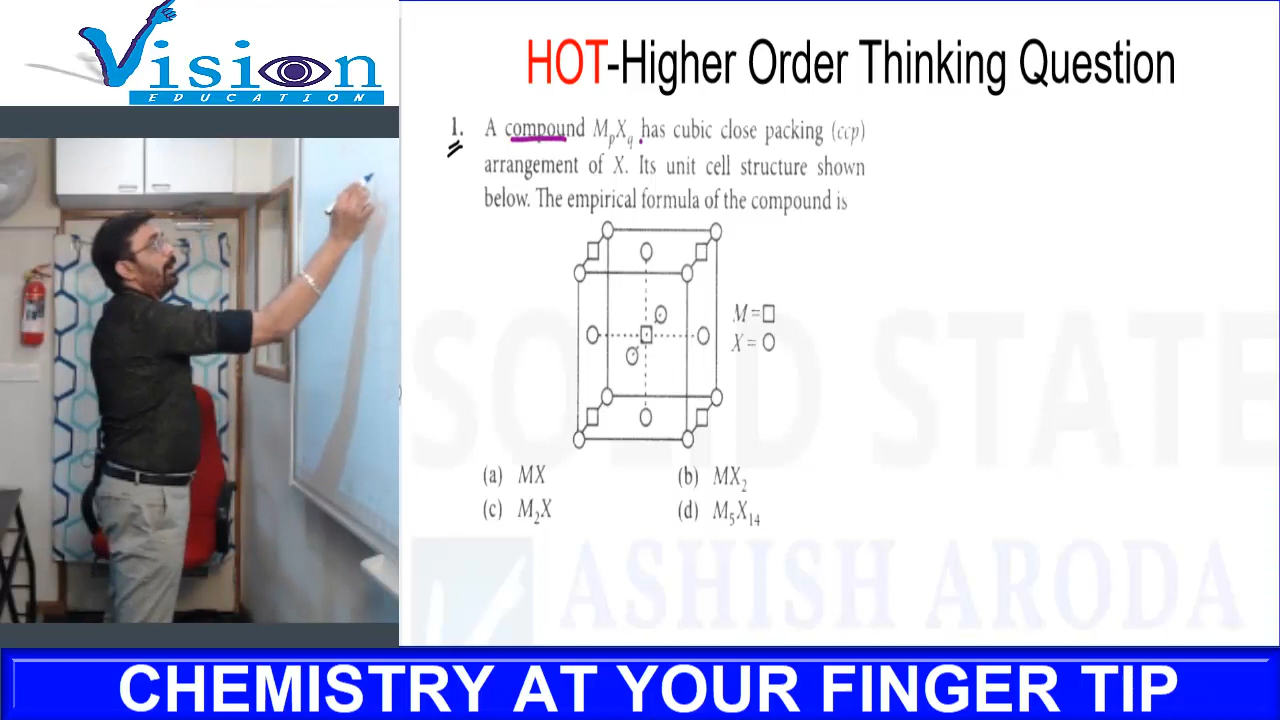 Vision
EDUCATION
HOT-Higher Order Thinking Question
1. A compound MpXq has cubic close packing (ccp)
arrangement of X. Its unit cell structure shown
below. The empirical formula of the compound is
M = □
X = ○
(a) MX (b) MX₂
(c) M₂X (d) M₅X₁₄
SOLID STATE
ASHISH ARODA
CHEMISTRY AT YOUR FINGER TIP